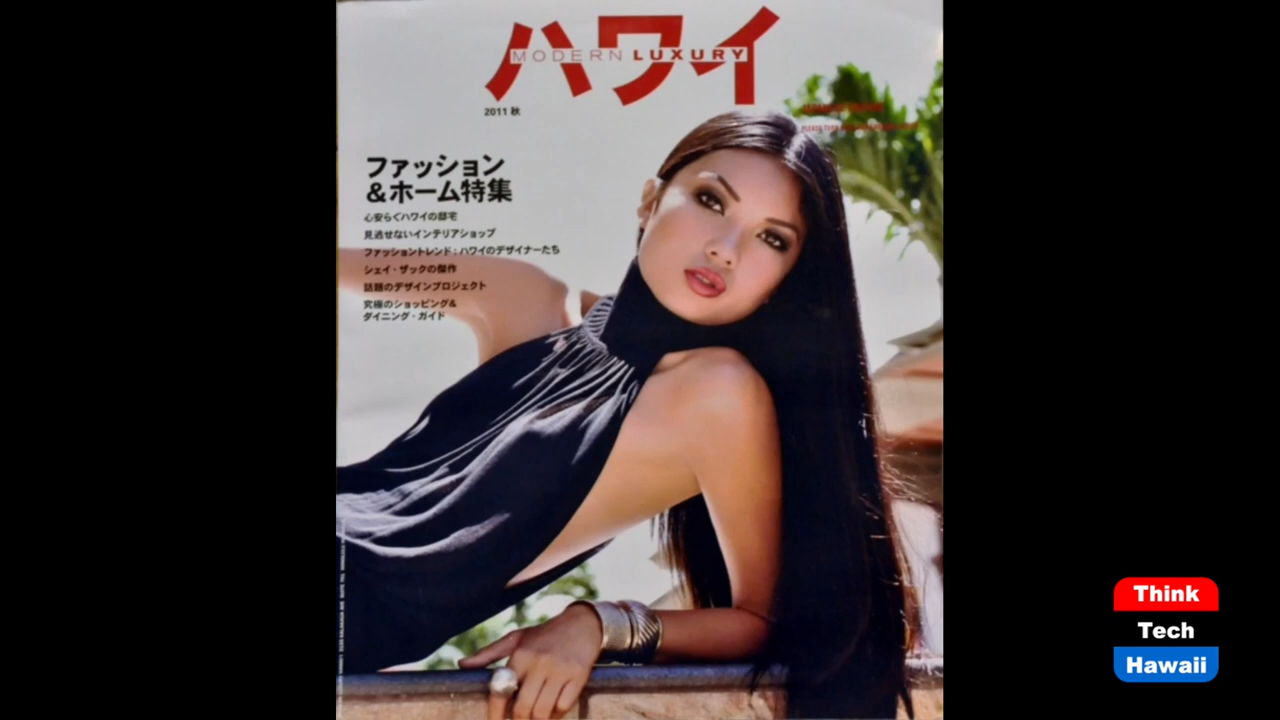 ハワイ
MODERN LUXURY
2011 秋
ファッション
&ホーム特集
心安らぐハワイの邸宅
見逃せないインテリアショップ
ファッショントレンド:ハワイのデザイナーたち
シェイ・ザックの傑作
話題のデザインプロジェクト
究極のショッピング&
ダイニング・ガイド
PLEASE TURN
Think
Tech
Hawaii